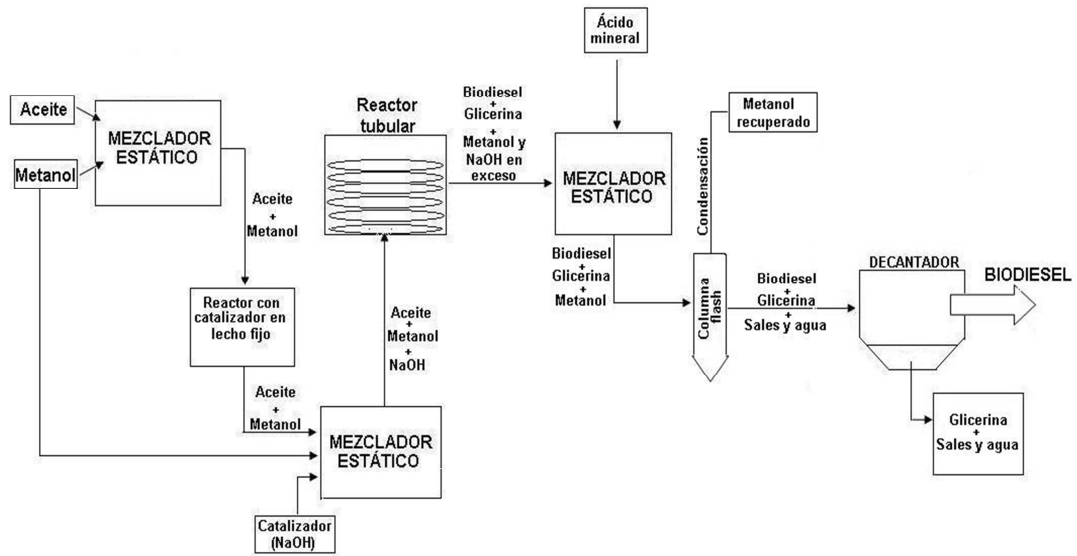 Aceite
Metanol
MEZCLADOR
ESTÁTICO
Aceite
+
Metanol
Reactor con
catalizador en
lecho fijo
Aceite
+
Metanol
MEZCLADOR
ESTÁTICO
Catalizador
(NaOH)
Aceite
+
Metanol
+
NaOH
Reactor
tubular
Biodiesel
+
Glicerina
+
Metanol y
NaOH en
exceso
Ácido
mineral
MEZCLADOR
ESTÁTICO
Biodiesel
+
Glicerina
+
Metanol
Metanol
recuperado
Condensación
Columna
flash
Biodiesel
+
Glicerina
+
Sales y agua
DECANTADOR
BIODIESEL
Glicerina
+
Sales y agua